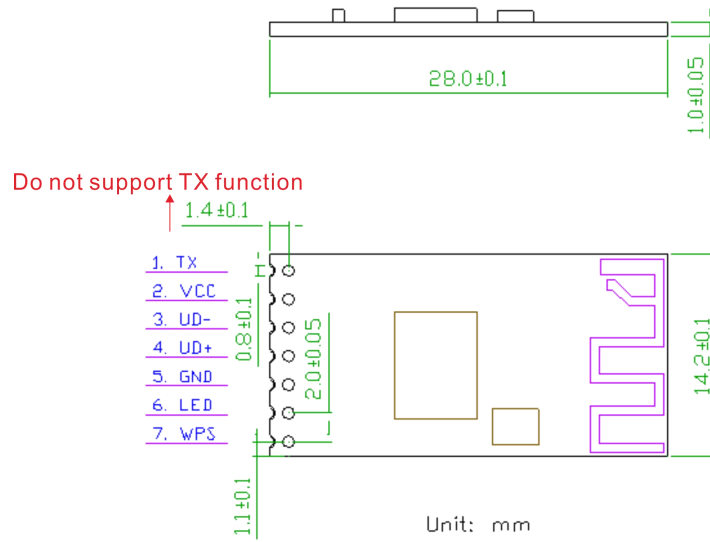 28.0±0.1
1.0±0.05
Do not support TX function
1.4±0.1
1. TX
2. VCC
3. UD-
4. UD+
5. GND
6. LED
7. WPS
0.8±0.1
2.0±0.05
14.2±0.1
1.1±0.1
Unit: mm